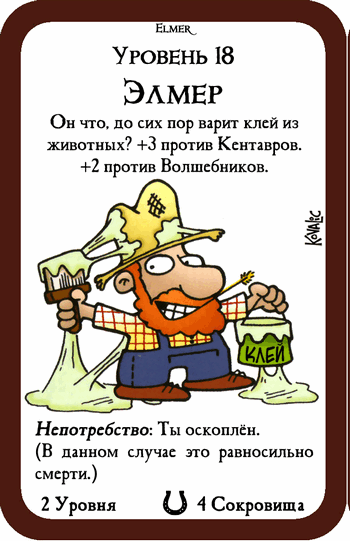 Elmer
Уровень 18
Элмер
Он что, до сих пор варит клей из
животных? +3 против Кентавров.
+2 против Волшебников.
Kovalic
КЛЕЙ
Непотребство: Ты оскоплён.
(В данном случае это равносильно
смерти.)
2 Уровня 4 Сокровища